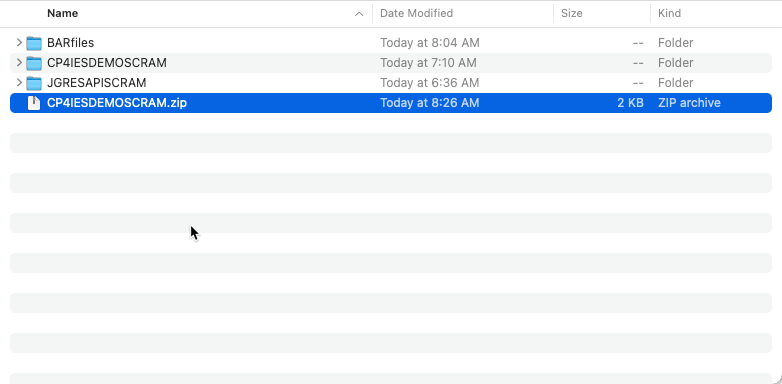 Name Date Modified Size Kind
BARfiles Today at 8:04 AM -- Folder
CP4IESDEMOSCRAM Today at 7:10 AM -- Folder
JGRESAPISCRAM Today at 6:36 AM -- Folder
CP4IESDEMOSCRAM.zip Today at 8:26 AM 2 KB ZIP archive